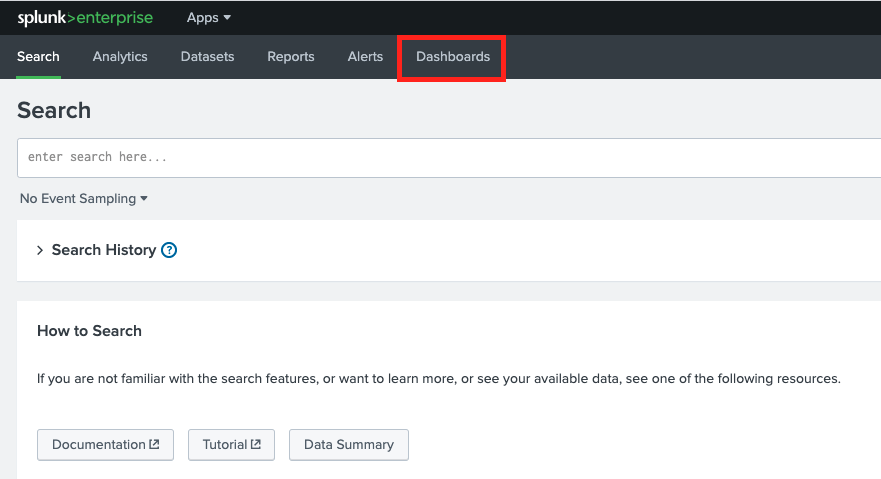 splunk>enterprise Apps
Search Analytics Datasets Reports Alerts Dashboards
Search
enter search here...
No Event Sampling
Search History ?
How to Search
If you are not familiar with the search features, or want to learn more, or see your available data, see one of the following resources.
Documentation Tutorial Data Summary